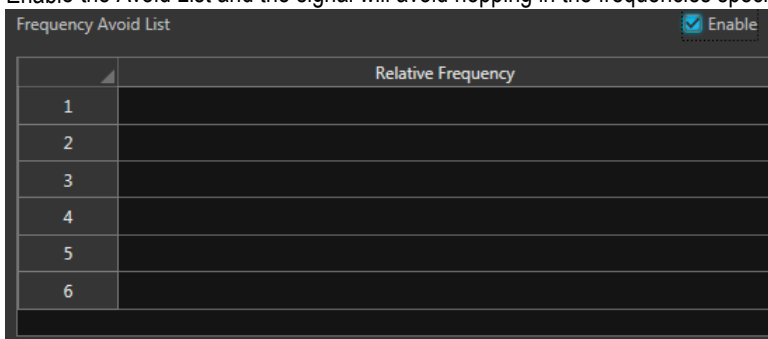 Enable the Avoid List and the signal will avoid hopping in the frequencies
Frequency Avoid List Enable
Relative Frequency
1
2
3
4
5
6